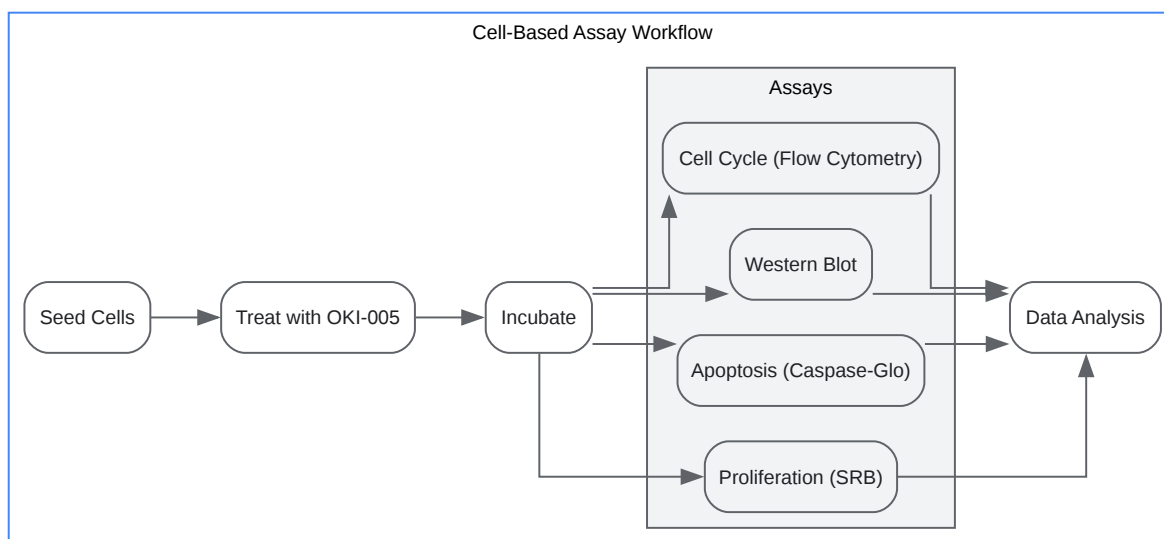 Cell-Based Assay Workflow
Assays
Cell Cycle (Flow Cytometry)
Western Blot
Seed Cells
Treat with OKI-005
Incubate
Data Analysis
Apoptosis (Caspase-Glo)
Proliferation (SRB)